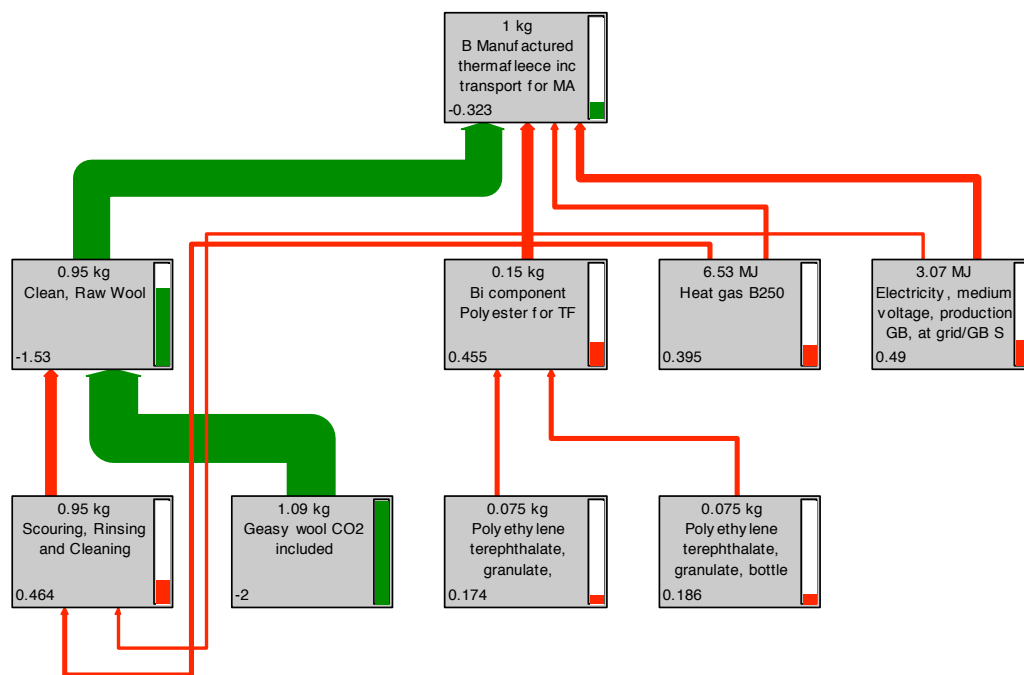 1 kg
B Manufactured
thermafleece inc
transport for MA
-0.323
0.95 kg
Clean, Raw Wool
-1.53
0.15 kg
Bi component
Polyester for TF
0.455
6.53 MJ
Heat gas B250
0.395
3.07 MJ
Electricity, medium
voltage, production
GB, at grid/GB S
0.49
0.95 kg
Scouring, Rinsing
and Cleaning
0.464
1.09 kg
Geasy wool CO2
included
-2
0.075 kg
Polyethylene
terephthalate,
granulate,
0.174
0.075 kg
Polyethylene
terephthalate,
granulate, bottle
0.186